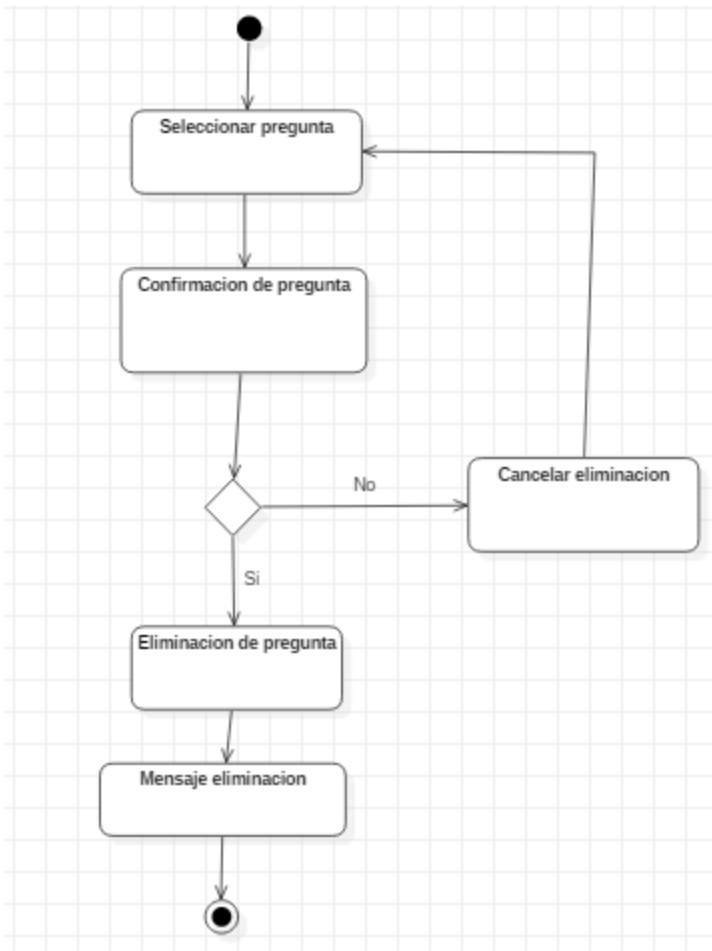 Seleccionar pregunta
Confirmacion de pregunta
Cancelar eliminacion
No
Si
Eliminacion de pregunta
Mensaje eliminacion